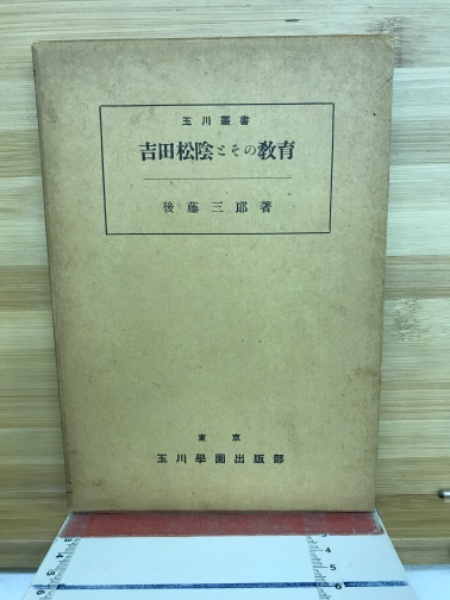 玉川叢書
吉田松陰とその教育
後藤三郎著
東京
玉川學園出版部